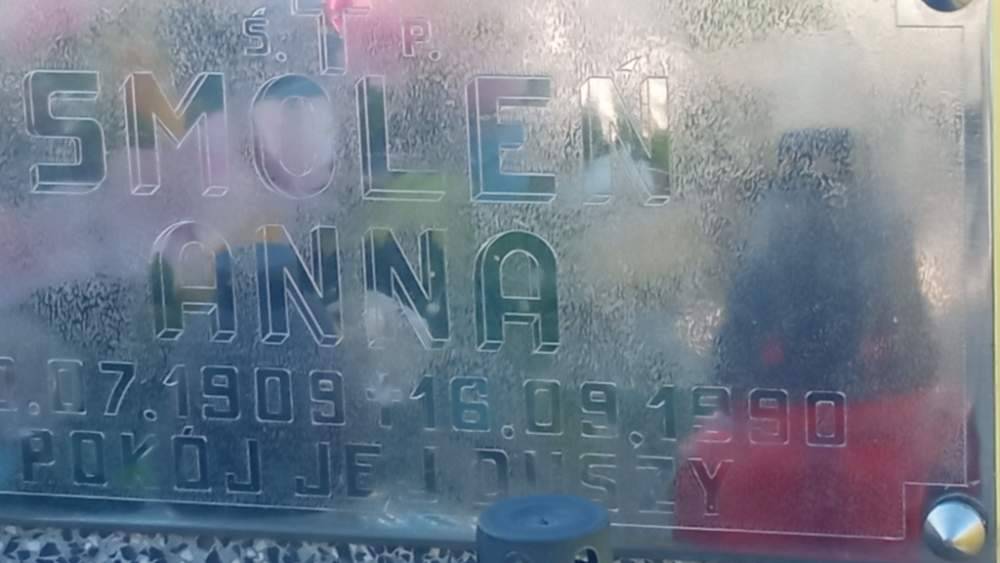 Ś. † P.
SMOLEŃ
ANNA
.07.1909 +16.09.1990
POKÓJ JEJ DUSZY